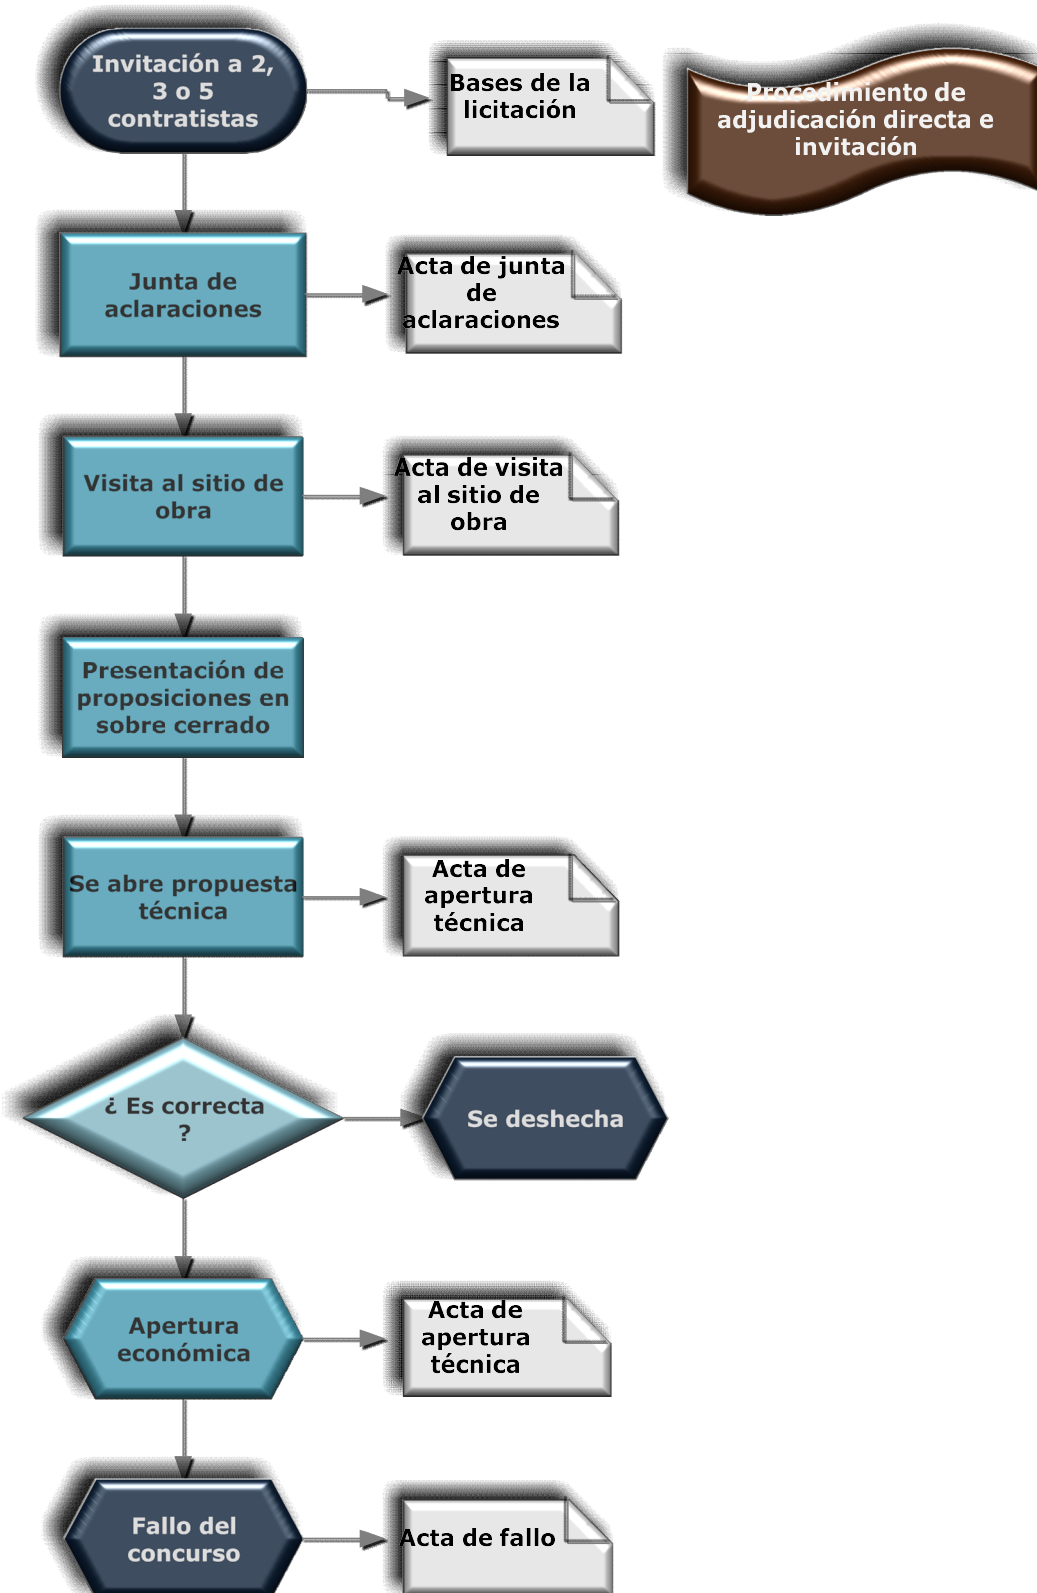 Invitación a 2,
3 o 5
contratistas
Bases de la
licitación
Procedimiento de
adjudicación directa e
invitación
Junta de
aclaraciones
Acta de junta
de
aclaraciones
Visita al sitio de
obra
Acta de visita
al sitio de
obra
Presentación de
proposiciones en
sobre cerrado
Se abre propuesta
técnica
Acta de
apertura
técnica
¿ Es correcta
?
Se deshecha
Apertura
económica
Acta de
apertura
técnica
Fallo del
concurso
Acta de fallo